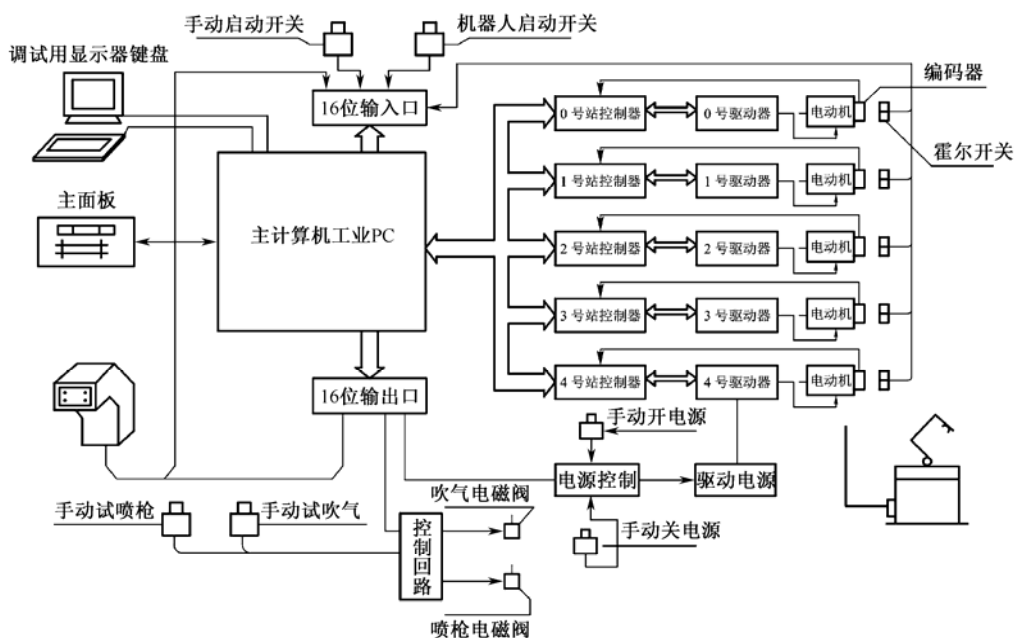 手动启动开关
机器人启动开关
调试用显示器键盘
16位输入口
编码器
0号站控制器
0号驱动器
电动机
霍尔开关
1号站控制器
1号驱动器
电动机
主面板
主计算机工业PC
2号站控制器
2号驱动器
电动机
3号站控制器
3号驱动器
电动机
16位输出口
4号站控制器
4号驱动器
电动机
手动开电源
电源控制
驱动电源
吹气电磁阀
手动试喷枪
手动试吹气
控制回路
手动关电源
喷枪电磁阀